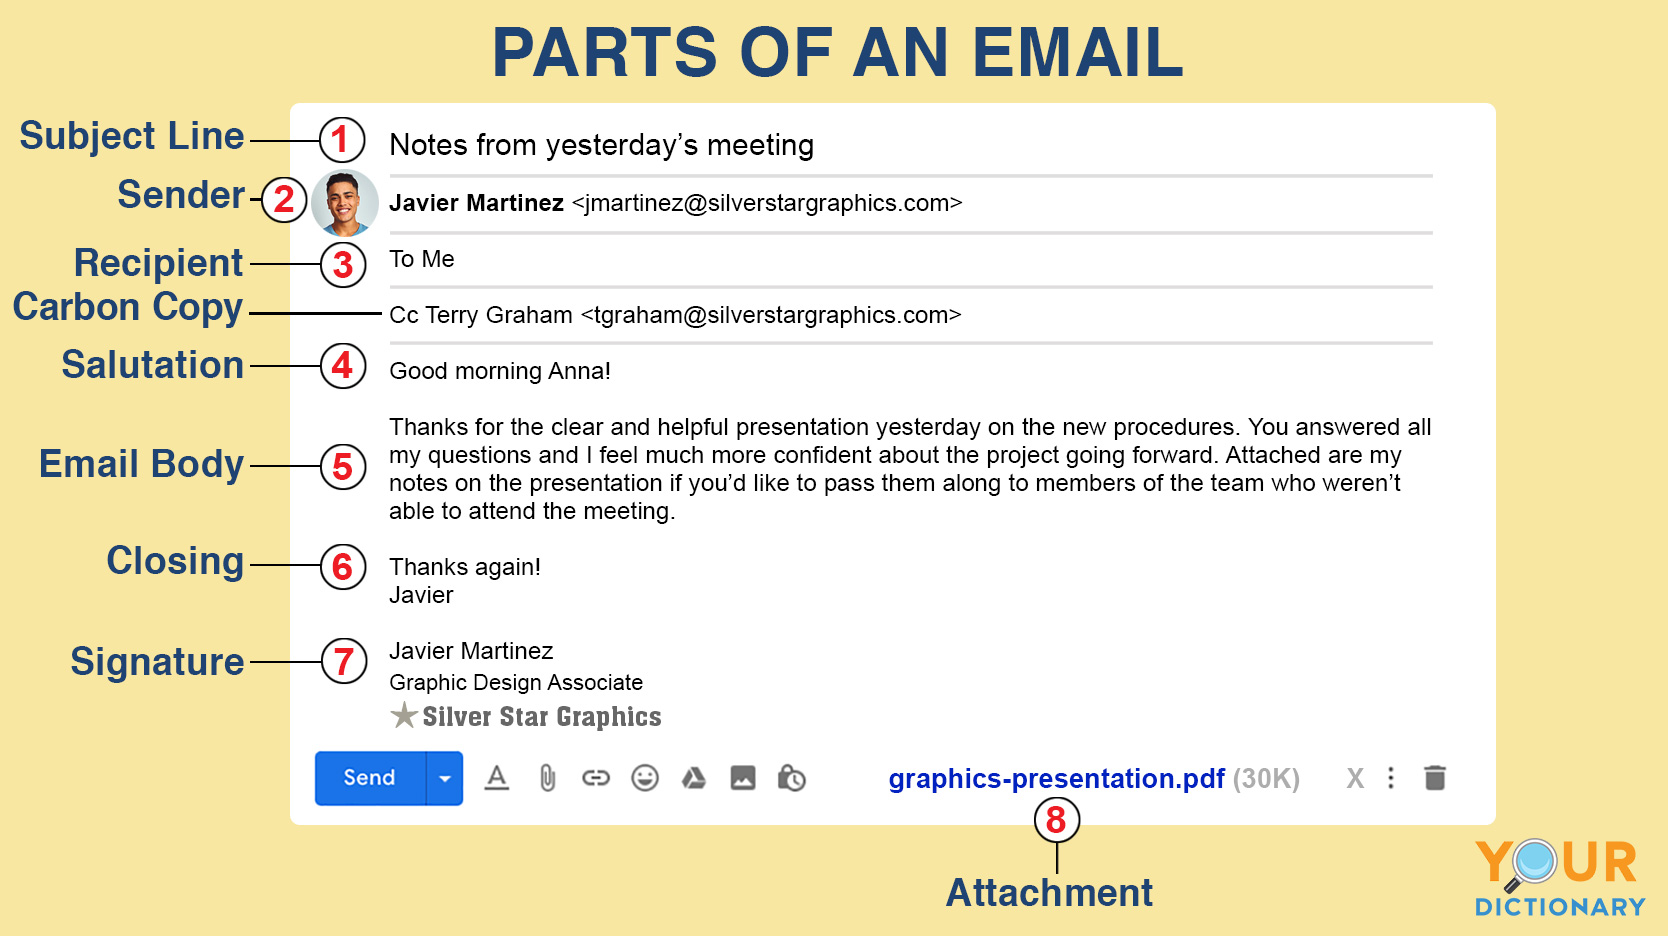 PARTS OF AN EMAIL
Subject Line 1 Notes from yesterday’s meeting
Sender 2 Javier Martinez <jmartinez@silverstargraphics.com>
Recipient 3 To Me
Carbon Copy Cc Terry Graham <tgraham@silverstargraphics.com>
Salutation 4 Good morning Anna!
Thanks for the clear and helpful presentation yesterday on the new procedures. You answered all
Email Body 5 my questions and I feel much more confident about the project going forward. Attached are my
notes on the presentation if you’d like to pass them along to members of the team who weren’t
able to attend the meeting.
Closing 6 Thanks again!
Javier
Signature 7 Javier Martinez
Graphic Design Associate
Silver Star Graphics
Send graphics-presentation.pdf (30K) X
8
Attachment
YOUR
DICTIONARY